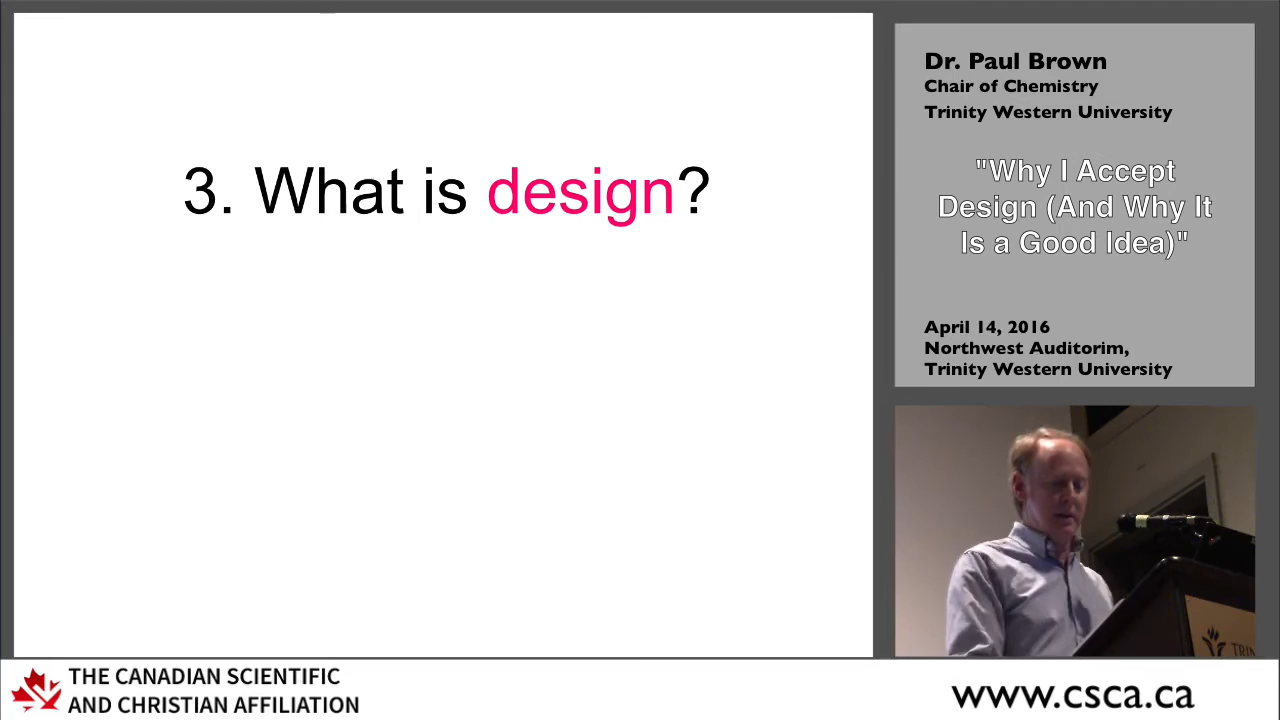 3. What is design?
Dr. Paul Brown
Chair of Chemistry
Trinity Western University
"Why I Accept
Design (And Why It
Is a Good Idea)"
April 14, 2016
Northwest Auditorim,
Trinity Western University
THE CANADIAN SCIENTIFIC
AND CHRISTIAN AFFILIATION
www.csca.ca